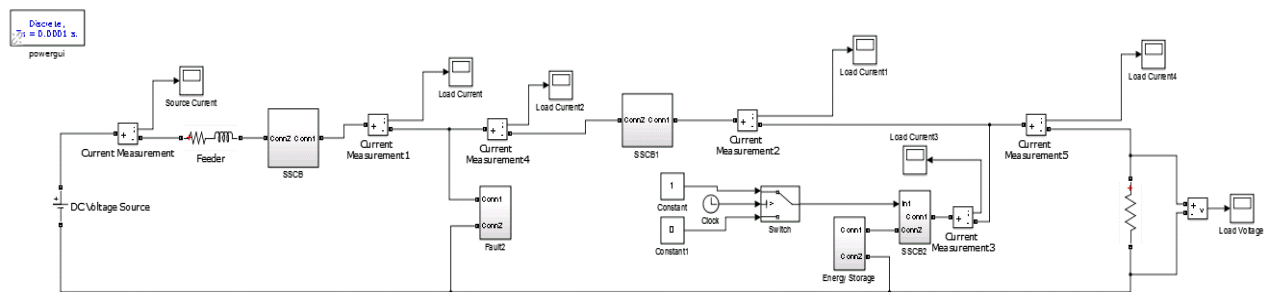 Discrete,
Ts = 0.0001 s.
powergui
Source Current
Load Current
Load Current2
Load Current1
Load Current4
+
-
i
Current Measurement
Feeder
Conn2 Conn1
SSCB
+
-
i
Current
Measurement1
+
-
i
Current
Measurement4
Conn2 Conn1
SSCB1
+
-
i
Current
Measurement2
Load Current3
+
-
i
Current
Measurement5
+
DC Voltage Source
Conn1
Conn2
Fault2
1
Constant
0
Constant1
Clock
>
Switch
Conn1
Conn2
Energy Storage
In1
Conn1
Conn2
SSCB2
+
-
i
Current
Measurement3
+
+
-
v
Load Voltage